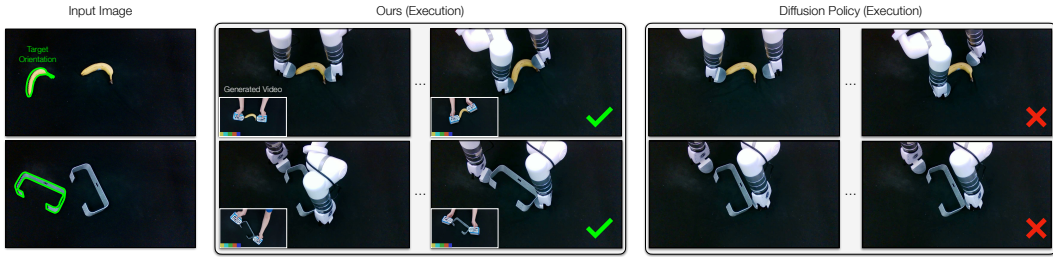 Input Image
Ours (Execution)
Diffusion Policy (Execution)
Target
Orientation
Generated Video
...
...
...
...